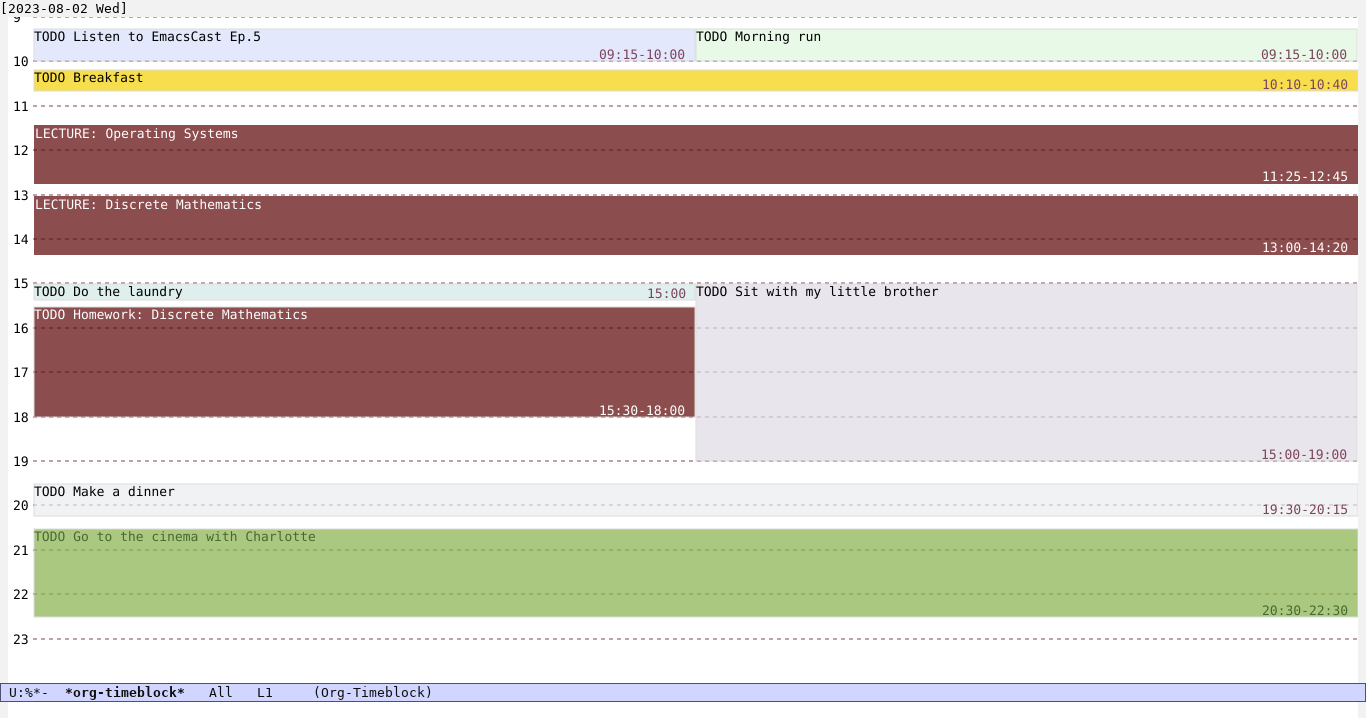 [2023-08-02 Wed]
9
TODO Listen to EmacsCast Ep.5 TODO Morning run
09:15-10:00 09:15-10:00
10
TODO Breakfast
10:10-10:40
11
LECTURE: Operating Systems
12
11:25-12:45
13
LECTURE: Discrete Mathematics
14
13:00-14:20
15
TODO Do the laundry 15:00 TODO Sit with my little brother
TODO Homework: Discrete Mathematics
16
17
15:30-18:00
18
15:00-19:00
19
TODO Make a dinner
20
19:30-20:15
TODO Go to the cinema with Charlotte
21
22
20:30-22:30
23
U:%*- *org-timeblock* All L1 (Org-Timeblock)